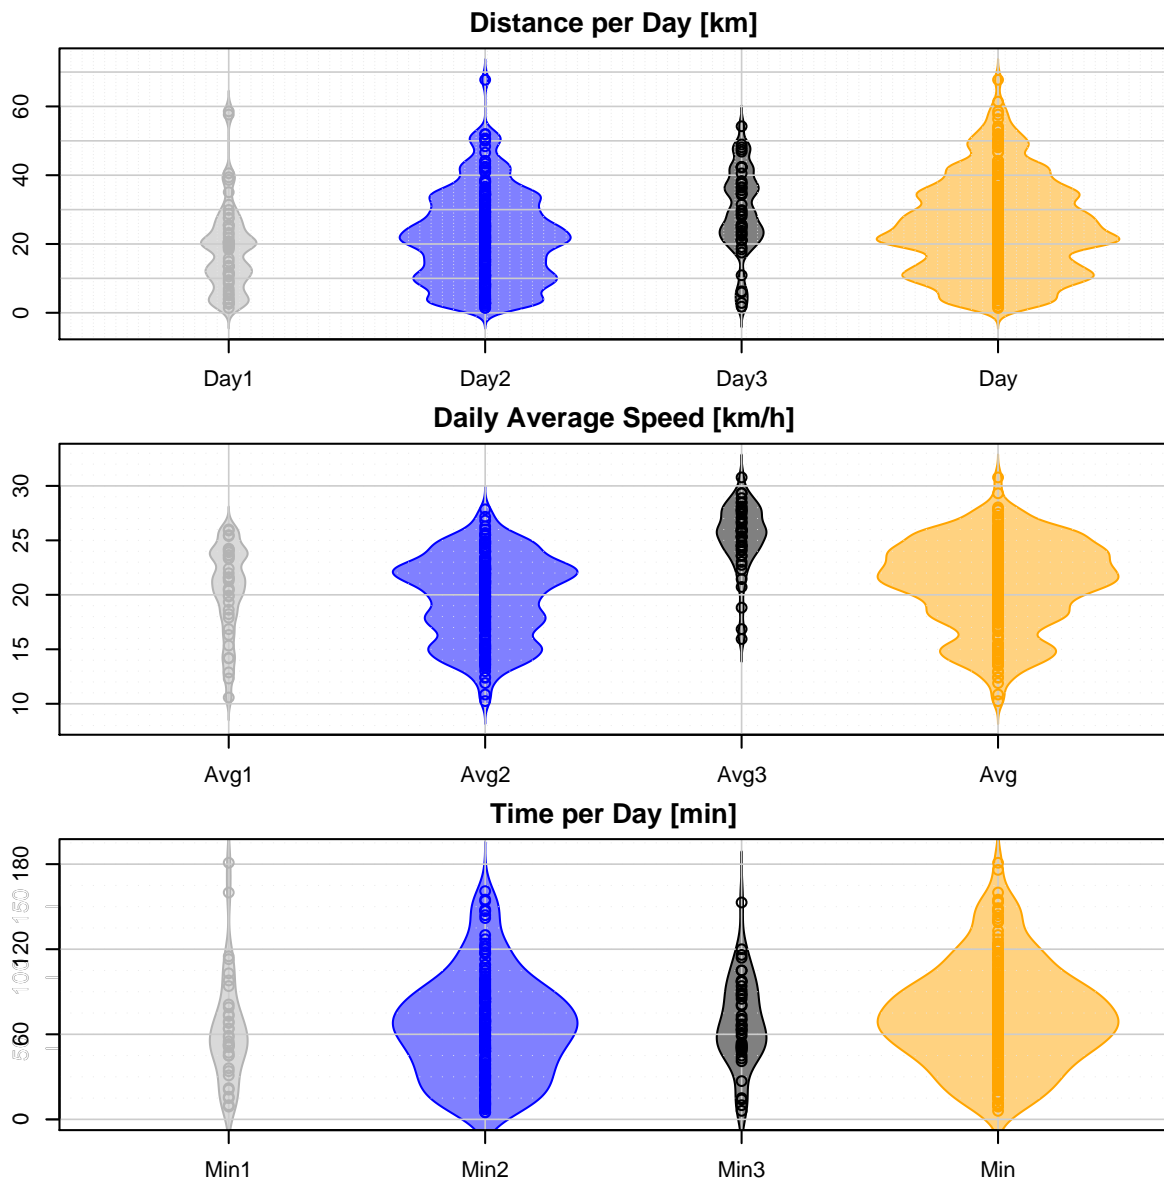 Distance per Day [km]
60
40
20
0
Day1 Day2 Day3 Day
Daily Average Speed [km/h]
30
25
20
15
10
Avg1 Avg2 Avg3 Avg
Time per Day [min]
180
150
120
100
60
50
0
Min1 Min2 Min3 Min